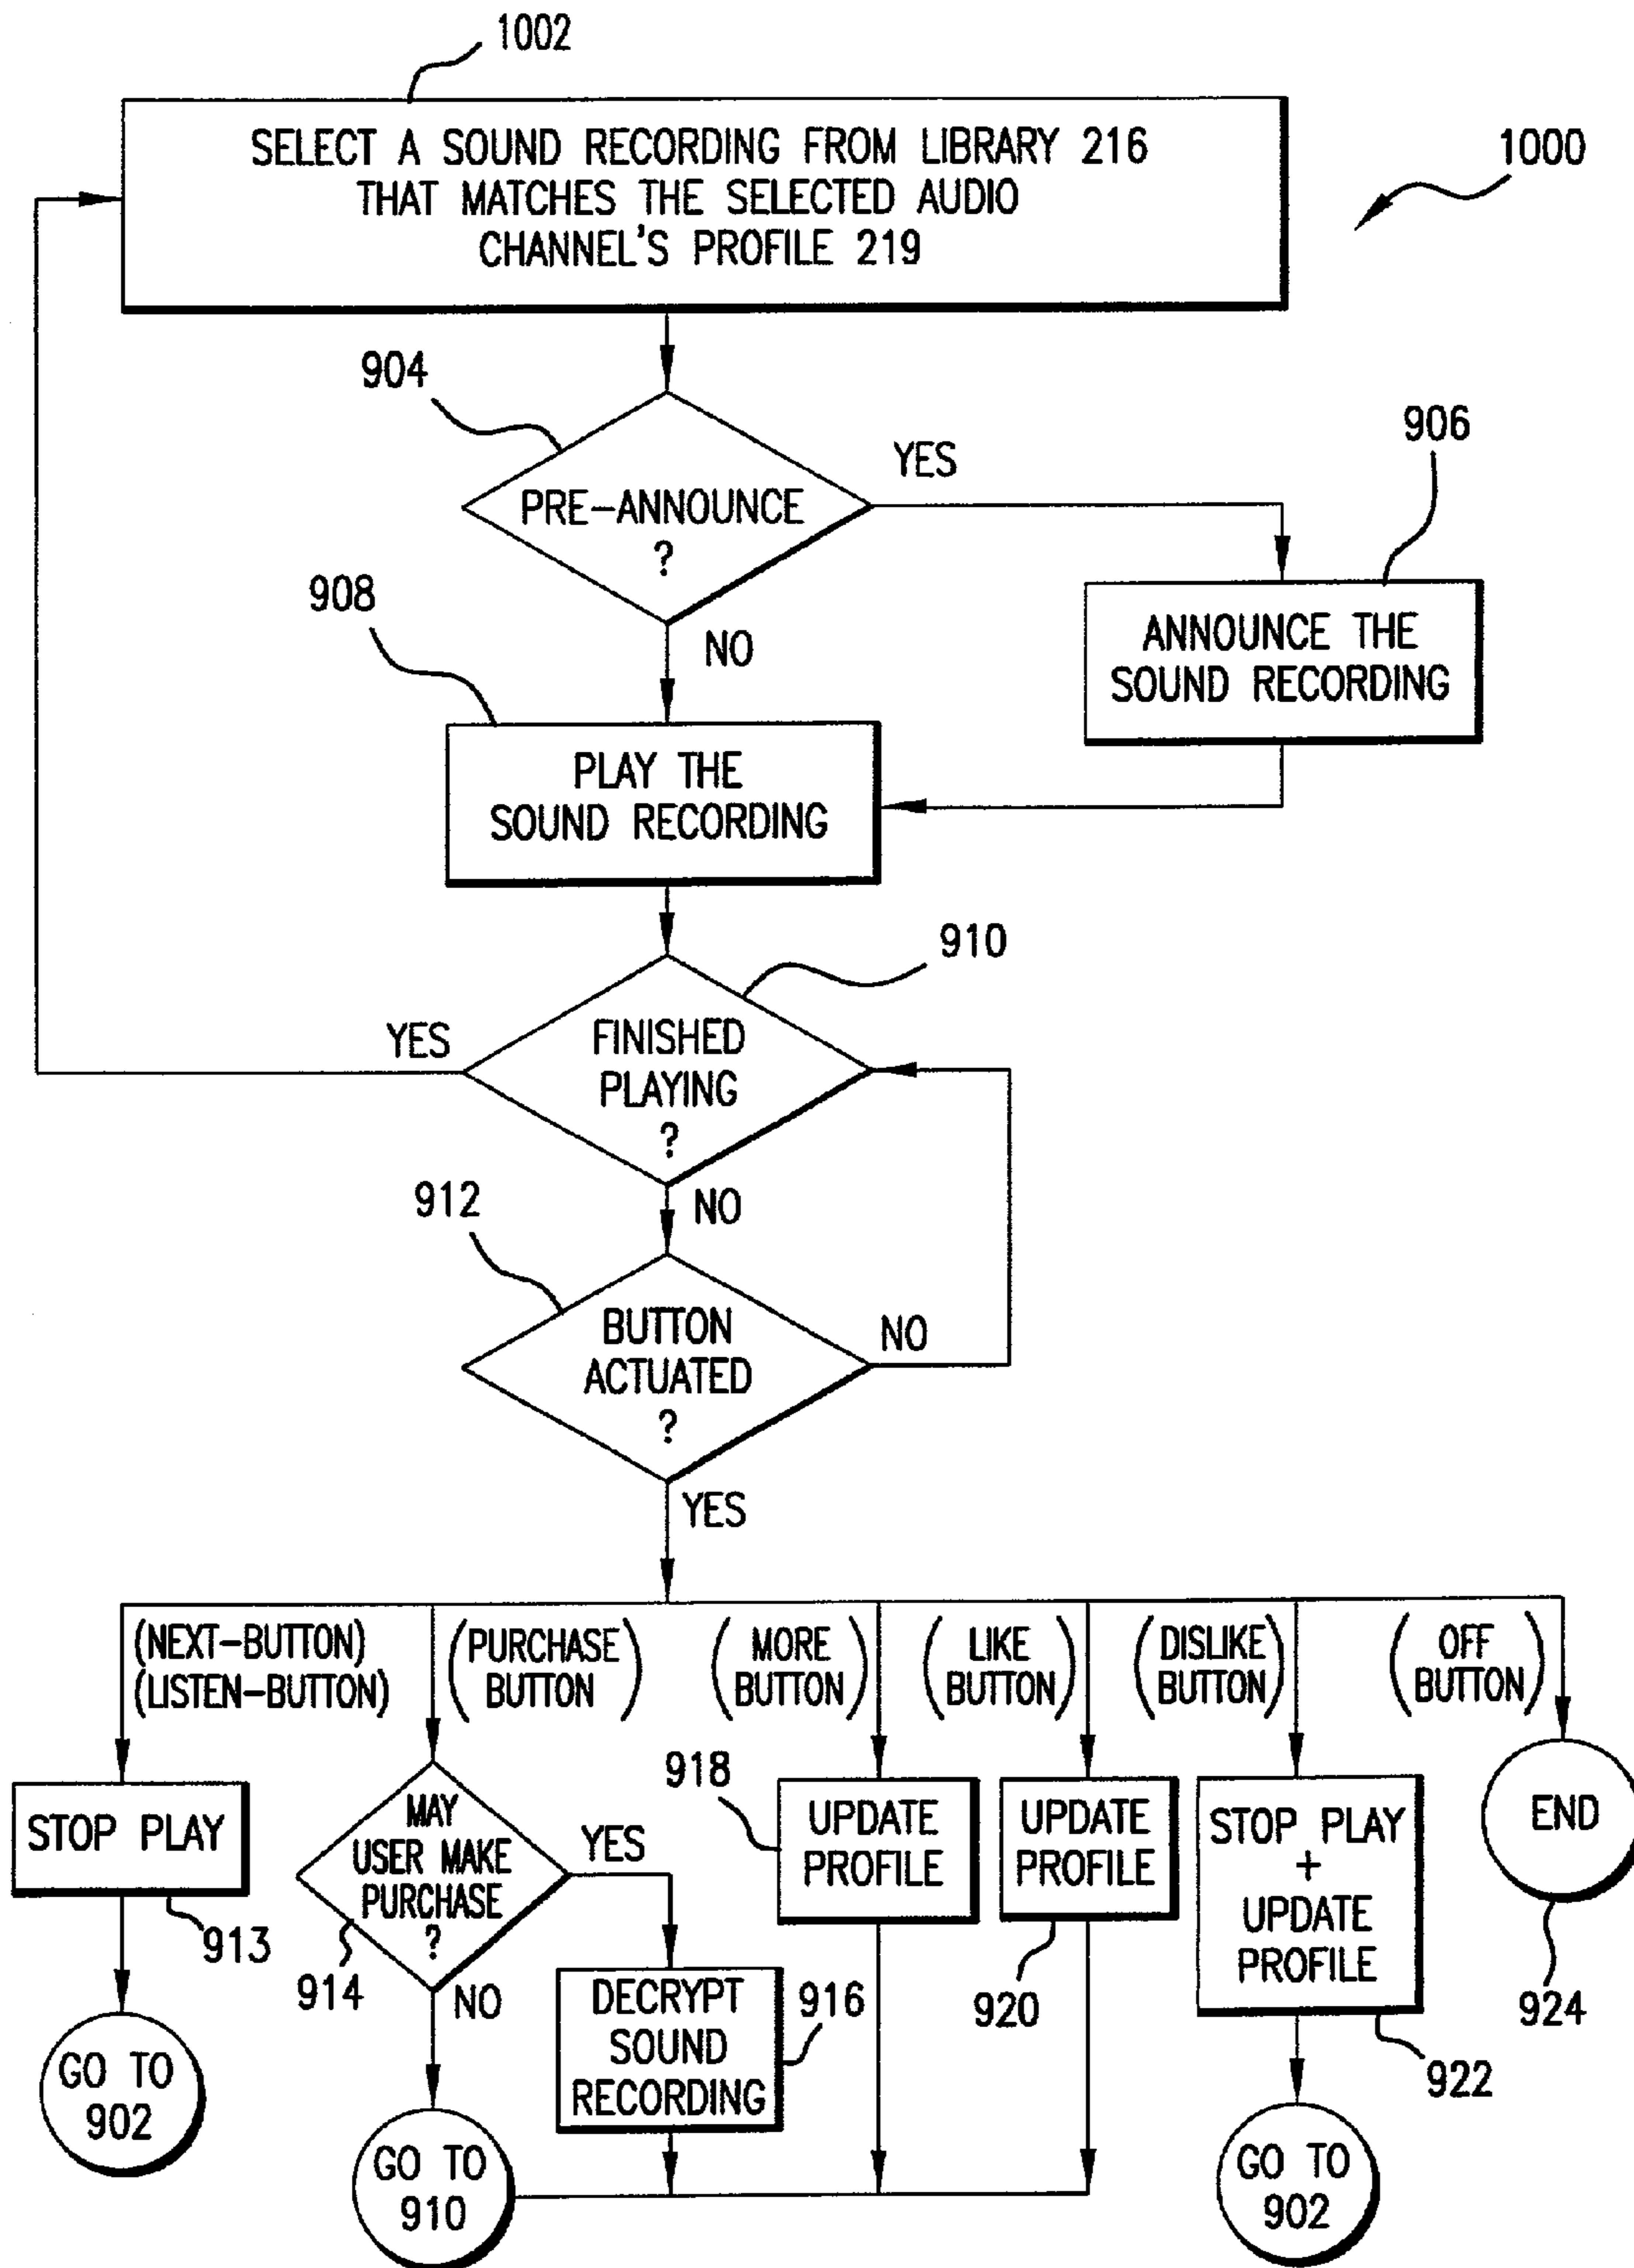 1002
SELECT A SOUND RECORDING FROM LIBRARY 216
THAT MATCHES THE SELECTED AUDIO
CHANNEL'S PROFILE 219
1000
904
PRE-ANNOUNCE
?
YES
NO
906
ANNOUNCE THE
SOUND RECORDING
908
PLAY THE
SOUND RECORDING
910
FINISHED
PLAYING
?
YES
NO
912
BUTTON
ACTUATED
?
NO
YES
(NEXT-BUTTON)
(LISTEN-BUTTON)
(PURCHASE
BUTTON)
(MORE
BUTTON)
(LIKE
BUTTON)
(DISLIKE
BUTTON)
(OFF
BUTTON)
STOP PLAY
913
GO TO
902
MAY
USER MAKE
PURCHASE
?
914
YES
NO
DECRYPT
SOUND
RECORDING
916
GO TO
910
918
UPDATE
PROFILE
UPDATE
PROFILE
920
STOP PLAY
+
UPDATE
PROFILE
922
GO TO
902
END
924